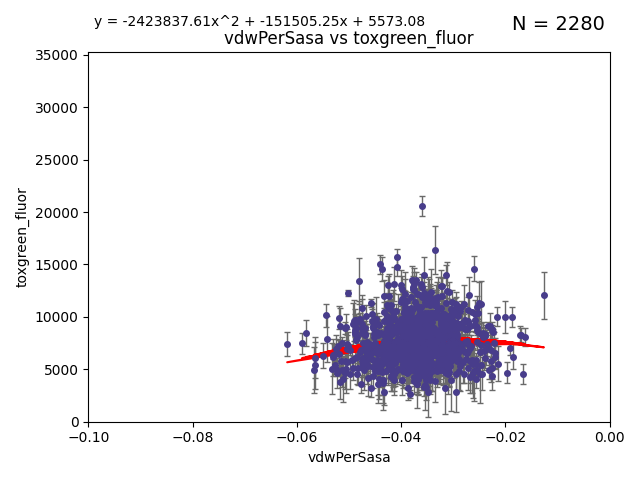 y = -2423837.61x^2 + -151505.25x + 5573.08
N = 2280
vdwPerSasa vs toxgreen_fluor
35000
30000
25000
20000
15000
10000
5000
0
toxgreen_fluor
−0.10
−0.08
−0.06
−0.04
−0.02
0.00
vdwPerSasa